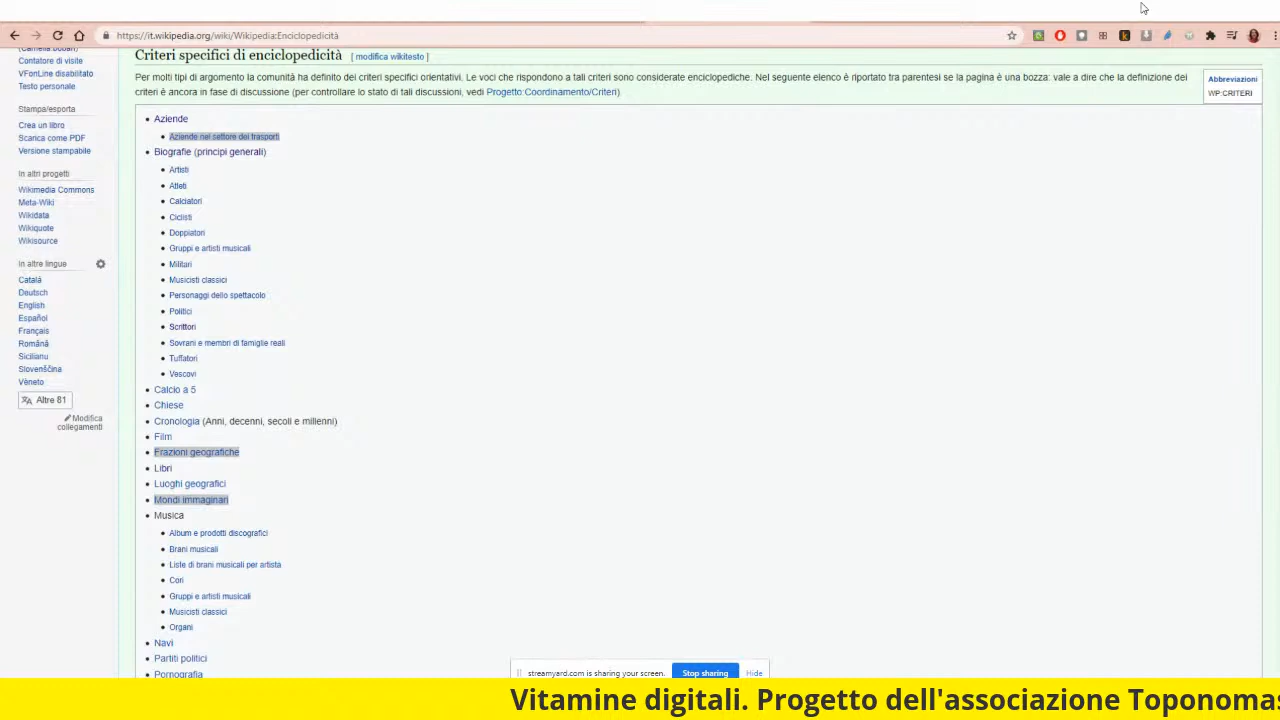 https://it.wikipedia.org/wiki/Wikipedia:Enciclopedicità
Contatore di visite
VFonLine disabilitato
Testo personale
Stampa/esporta
Crea un libro
Scarica come PDF
Versione stampabile
In altri progetti
Wikimedia Commons
Meta-Wiki
Wikidata
Wikiquote
Wikisource
In altre lingue
Català
Deutsch
English
Español
Français
Română
Sicilianu
Slovenščina
Vèneto
Altre 81
Modifica
collegamenti
Criteri specifici di enciclopedicità [ modifica wikitesto ]
Per molti tipi di argomento la comunità ha definito dei criteri specifici orientativi. Le voci che rispondono a tali criteri sono considerate enciclopediche. Nel seguente elenco è riportato tra parentesi se la pagina è una bozza: vale a dire che la definizione dei
criteri è ancora in fase di discussione (per controllare lo stato di tali discussioni, vedi Progetto:Coordinamento/Criteri)
Abbreviazioni
WP:CRITERI
Aziende
Aziende nel settore dei trasporti
Biografie (principi generali)
Artisti
Atleti
Calciatori
Ciclisti
Doppiatori
Gruppi e artisti musicali
Militari
Musicisti classici
Personaggi dello spettacolo
Politici
Scrittori
Sovrani e membri di famiglie reali
Tuffatori
Vescovi
Calcio a 5
Chiese
Cronologia (Anni, decenni, secoli e millenni)
Film
Frazioni geografiche
Libri
Luoghi geografici
Mondi immaginari
Musica
Album e prodotti discografici
Brani musicali
Liste di brani musicali per artista
Cori
Gruppi e artisti musicali
Musicisti classici
Organi
Navi
Partiti politici
Pornografia
streamyard.com is sharing your screen. Stop sharing Hide
Vitamine digitali. Progetto dell'associazione Toponomas